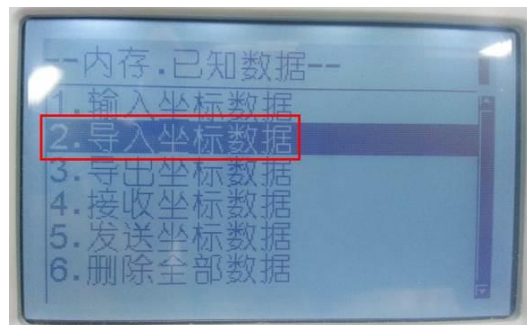 --内存.已知数据--
1.输入坐标数据
2.导入坐标数据
3.导出坐标数据
4.接收坐标数据
5.发送坐标数据
6.删除全部数据